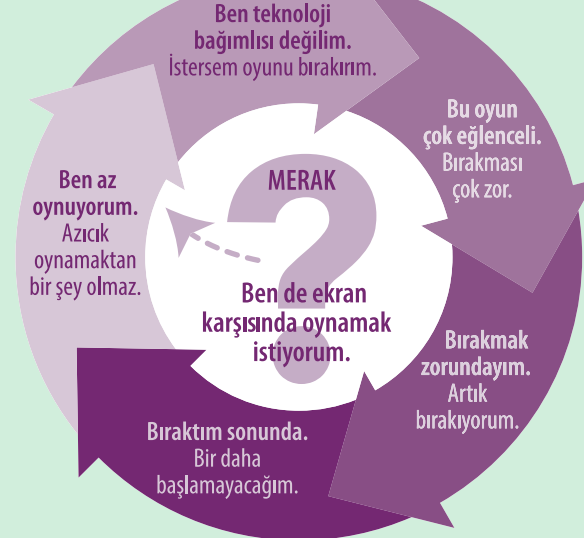 Ben teknoloji
bağımlısı değilim.
İstersem oyunu bırakırım.
Bu oyun
çok eğlenceli.
Bırakması
çok zor.
Bırakmak
zorundayım.
Artık
bırakıyorum.
Bıraktım sonunda.
Bir daha
başlamayacağım.
Ben az
oynuyorum.
Azıcık
oynamaktan
bir şey olmaz.
MERAK
?
Ben de ekran
karşısında oynamak
istiyorum.